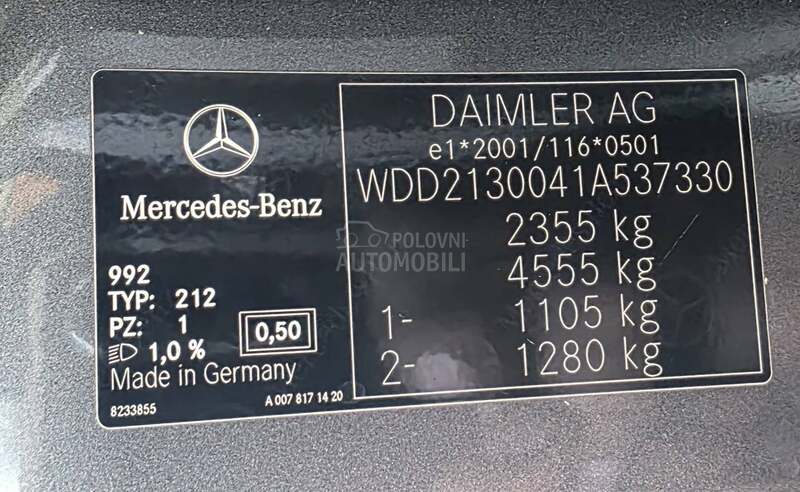 Mercedes-Benz
992
TYP: 212
PZ: 1
0,50
1,0 %
Made in Germany
8233855
A 007 817 14 20
DAIMLER AG
e1*2001/116*0501
WDD2130041A537330
2355 kg
4555 kg
1- 1105 kg
2- 1280 kg
POLOVNI
AUTOMOBILI